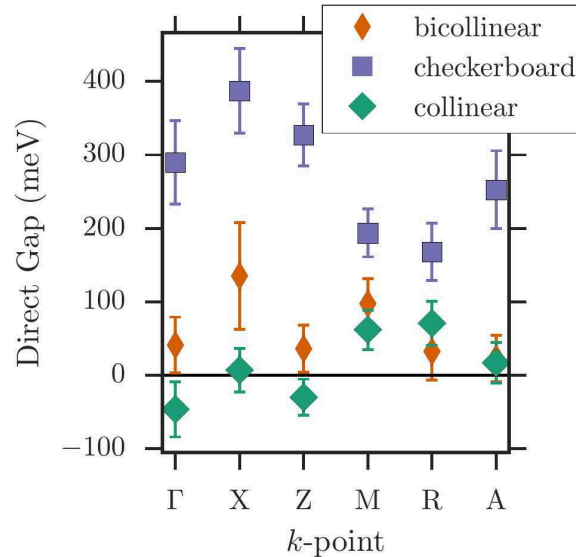 bicollinear
checkerboard
collinear
Direct Gap (meV)
400
300
200
100
0
−100
Γ X Z M R A
k-point